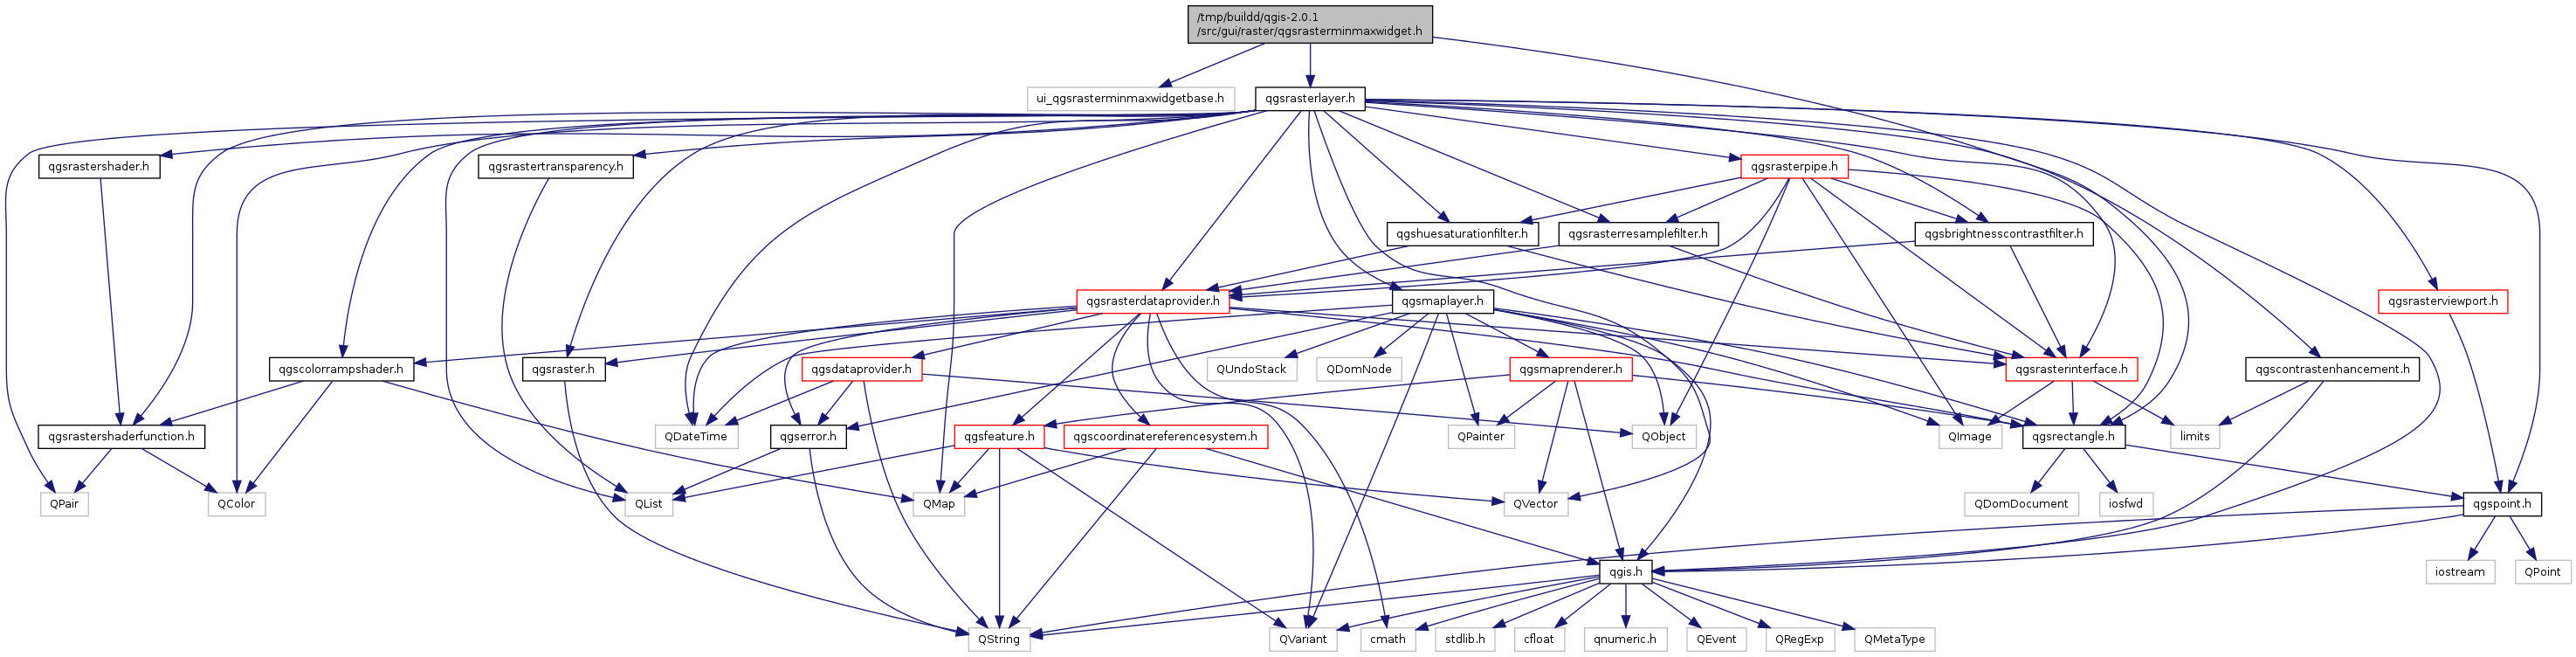 /tmp/buildd/qgis-2.0.1
/src/gui/raster/qgsrasterminmaxwidget.h
ui_qgsrasterminmaxwidgetbase.h
qgsrasterlayer.h
qgsrastershader.h
qgsrastertransparency.h
qgsrasterpipe.h
qgshuesaturationfilter.h
qgsrasterresamplefilter.h
qgsbrightnesscontrastfilter.h
qgsrasterdataprovider.h
qgsmaplayer.h
qgsrasterviewport.h
qgscolorrampshader.h
qgsraster.h
qgsdataprovider.h
QUndoStack
QDomNode
qgsmaprenderer.h
qgsrasterinterface.h
qgscontrastenhancement.h
qgsrastershaderfunction.h
QDateTime
qgserror.h
qgsfeature.h
qgscoordinatereferencesystem.h
QPainter
QObject
QImage
qgsrectangle.h
limits
QPair
QColor
QList
QMap
QVector
QDomDocument
iosfwd
qgspoint.h
qgis.h
iostream
QPoint
QString
QVariant
cmath
stdlib.h
cfloat
qnumeric.h
QEvent
QRegExp
QMetaType